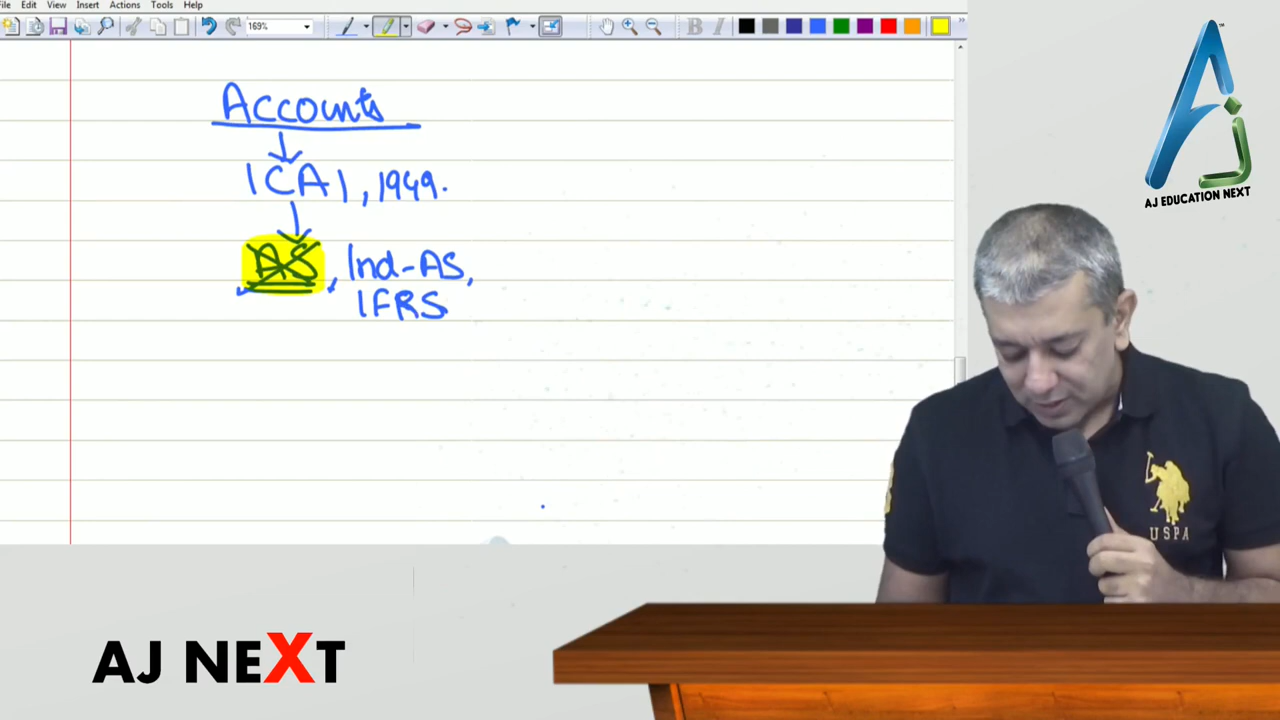 File Edit View Insert Actions Tools Help
169%
B I
Accounts
ICAI, 1949.
AS, Ind-AS,
IFRS
AJ EDUCATION NEXT
USPA
AJ NEXT